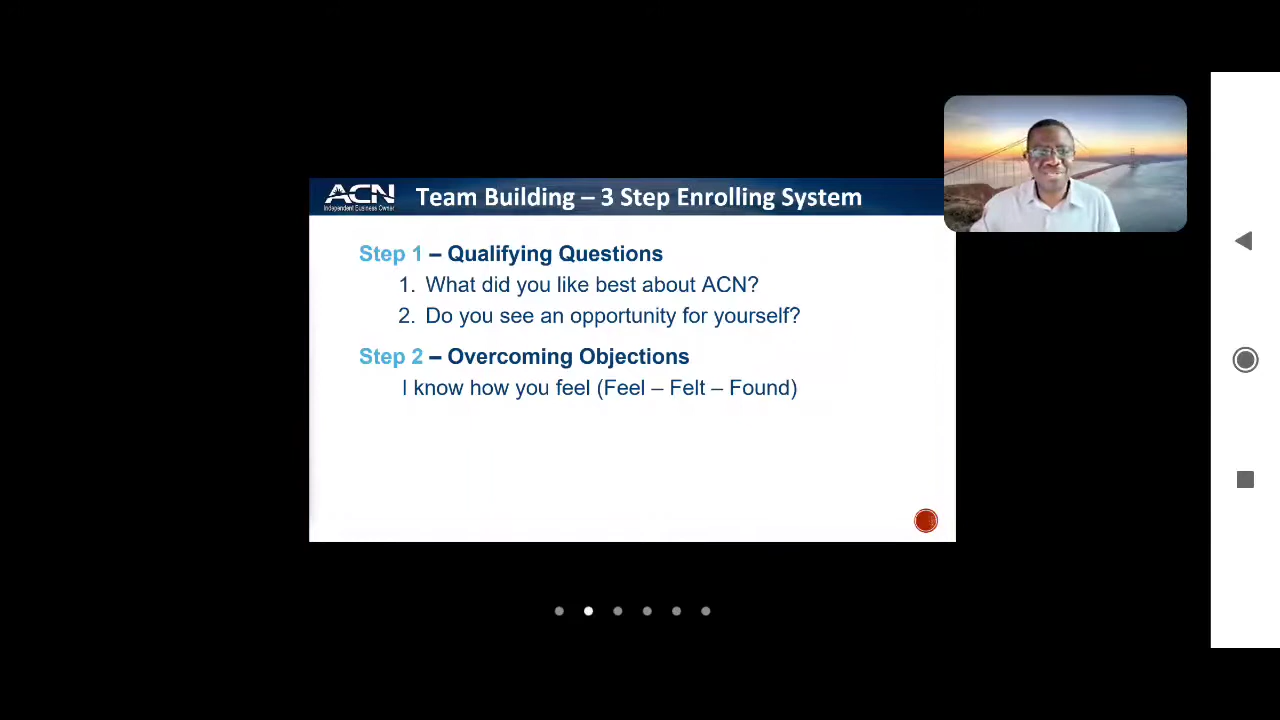 ACN
Independent Business Owner
Team Building – 3 Step Enrolling System
Step 1 – Qualifying Questions
1. What did you like best about ACN?
2. Do you see an opportunity for yourself?
Step 2 – Overcoming Objections
I know how you feel (Feel – Felt – Found)